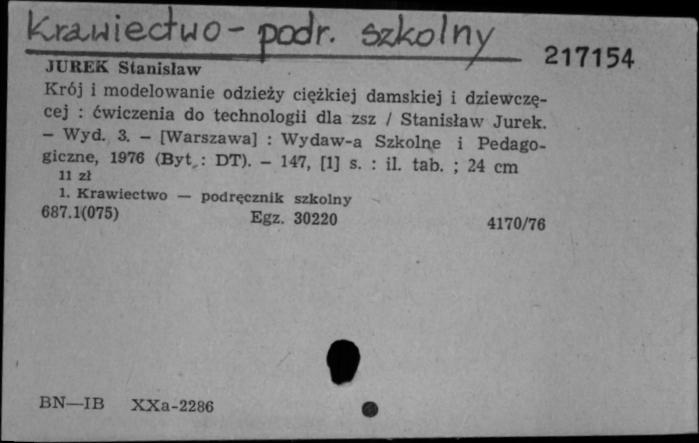 Krawiectwo - podr. szkolny
217154
JUREK Stanisław
Krój i modelowanie odzieży ciężkiej damskiej i dziewczę-
cej : ćwiczenia do technologii dla zsz / Stanisław Jurek.
— Wyd. 3. — [Warszawa] : Wydaw-a Szkolne i Pedago-
giczne, 1976 (Byt.: DT). — 147, [1] s. : il. tab. ; 24 cm
11 zł
1. Krawiectwo — podręcznik szkolny
687.1(075) Egz. 30220 4170/76
BN—IB XXa-2286